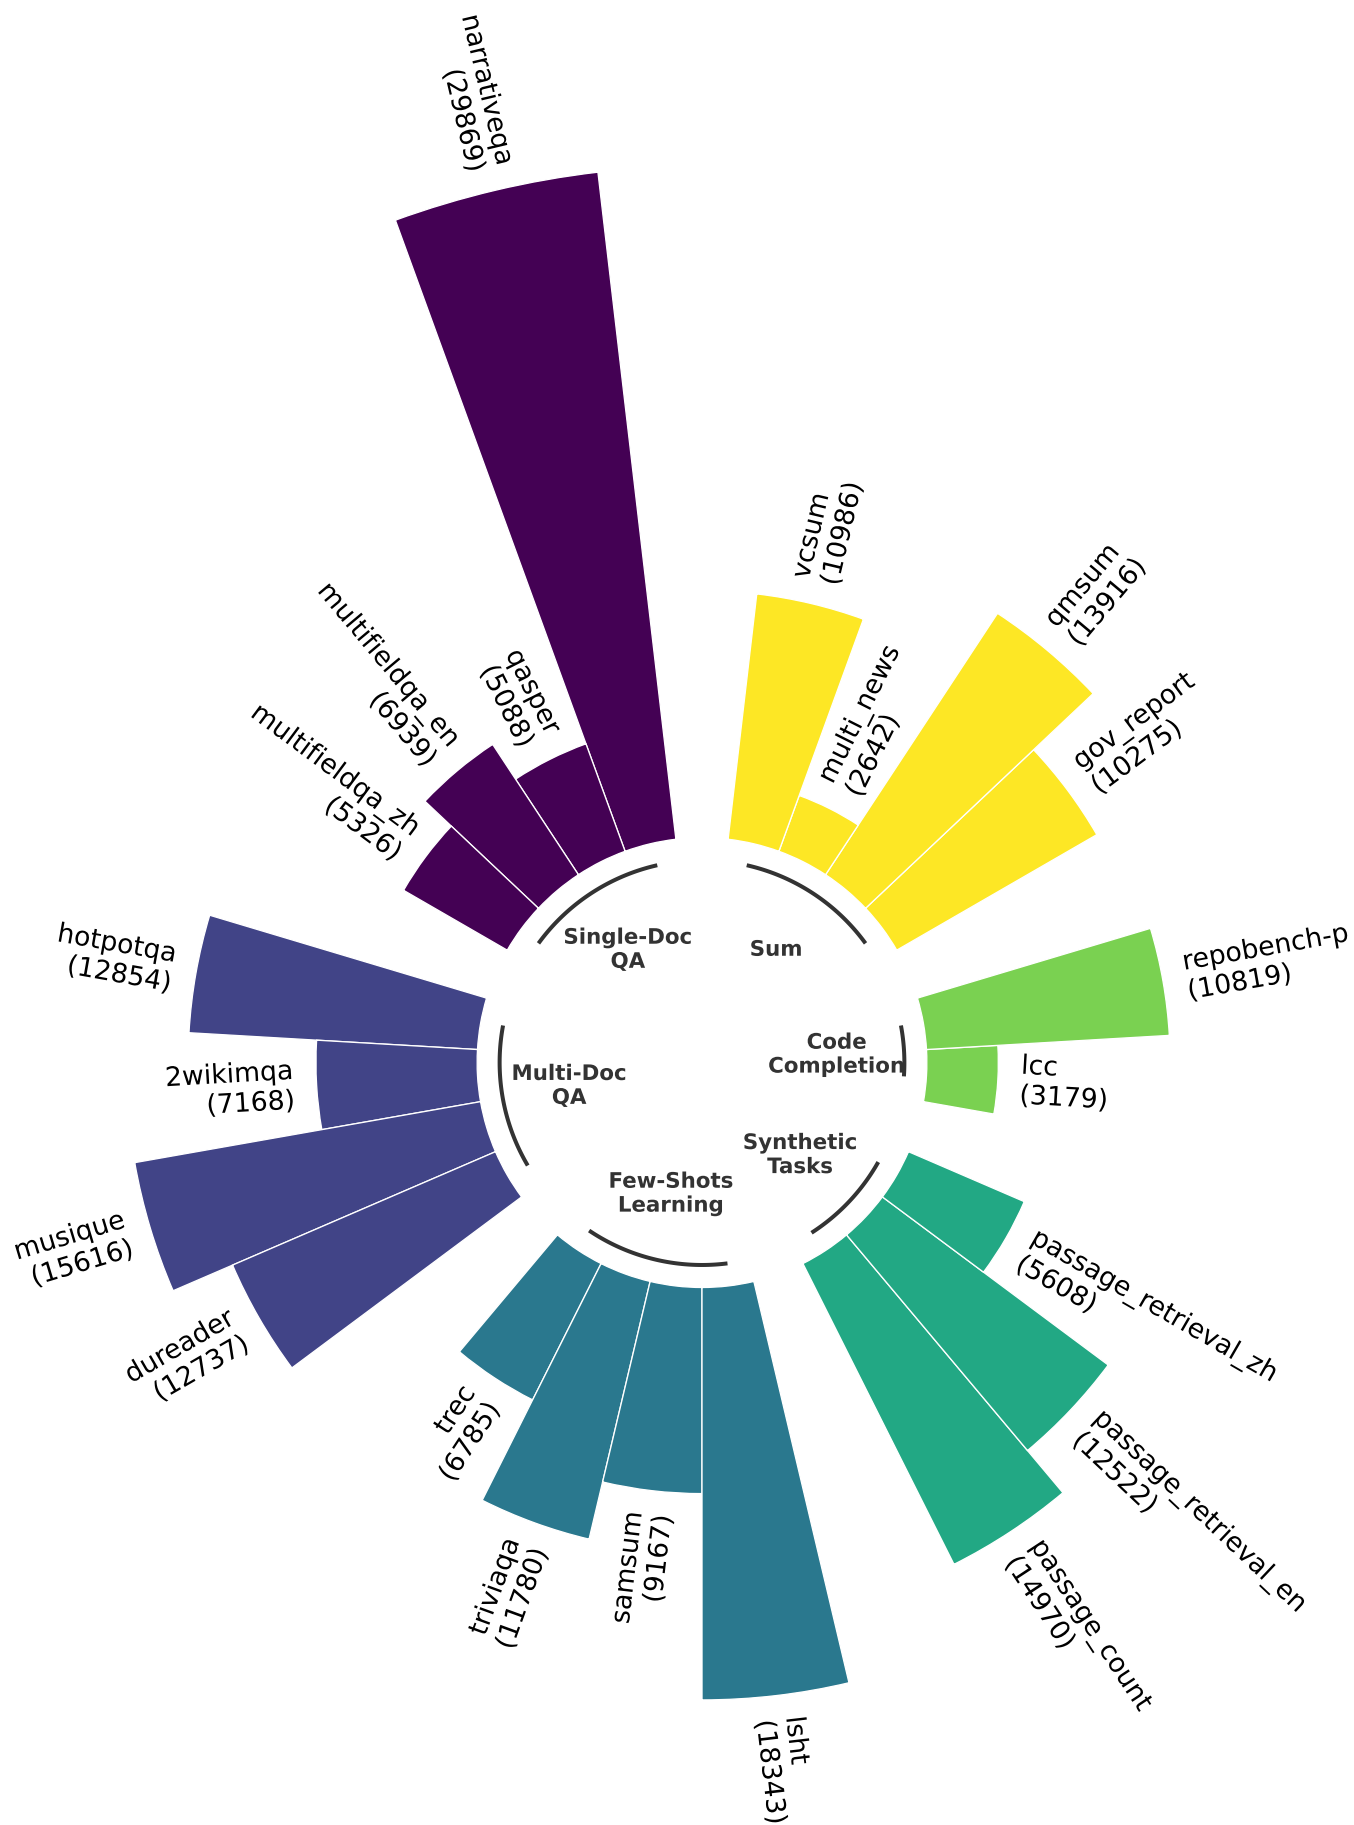 narrativeqa
(29869)
qasper
(5088)
multifieldqa_en
(6939)
multifieldqa_zh
(5326)
hotpotqa
(12854)
2wikimqa
(7168)
musique
(15616)
dureader
(12737)
trec
(6785)
triviaqa
(11780)
samsum
(9167)
lsht
(18343)
passage_count
(14970)
passage_retrieval_en
(12522)
passage_retrieval_zh
(5608)
lcc
(3179)
repobench-p
(10819)
gov_report
(10275)
qmsum
(13916)
multi_news
(2642)
vcsum
(10986)
Single-Doc
QA
Multi-Doc
QA
Few-Shots
Learning
Synthetic
Tasks
Code
Completion
Sum